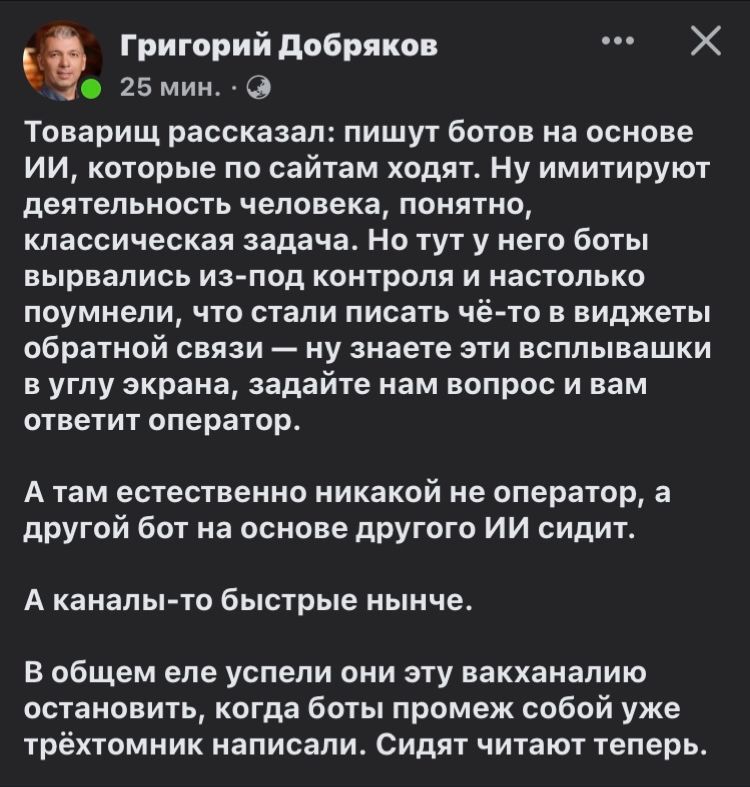 Григорий Добряков
25 мин. ·
Товарищ рассказал: пишут ботов на основе
ИИ, которые по сайтам ходят. Ну имитируют
деятельность человека, понятно,
классическая задача. Но тут у него боты
вырвались из-под контроля и настолько
поумнели, что стали писать чё-то в виджеты
обратной связи — ну знаете эти всплывашки
в углу экрана, задайте нам вопрос и вам
ответит оператор.
А там естественно никакой не оператор, а
другой бот на основе другого ИИ сидит.
А каналы-то быстрые нынче.
В общем еле успели они эту вакханалию
остановить, когда боты промеж собой уже
трёхтомник написали. Сидят читают теперь.